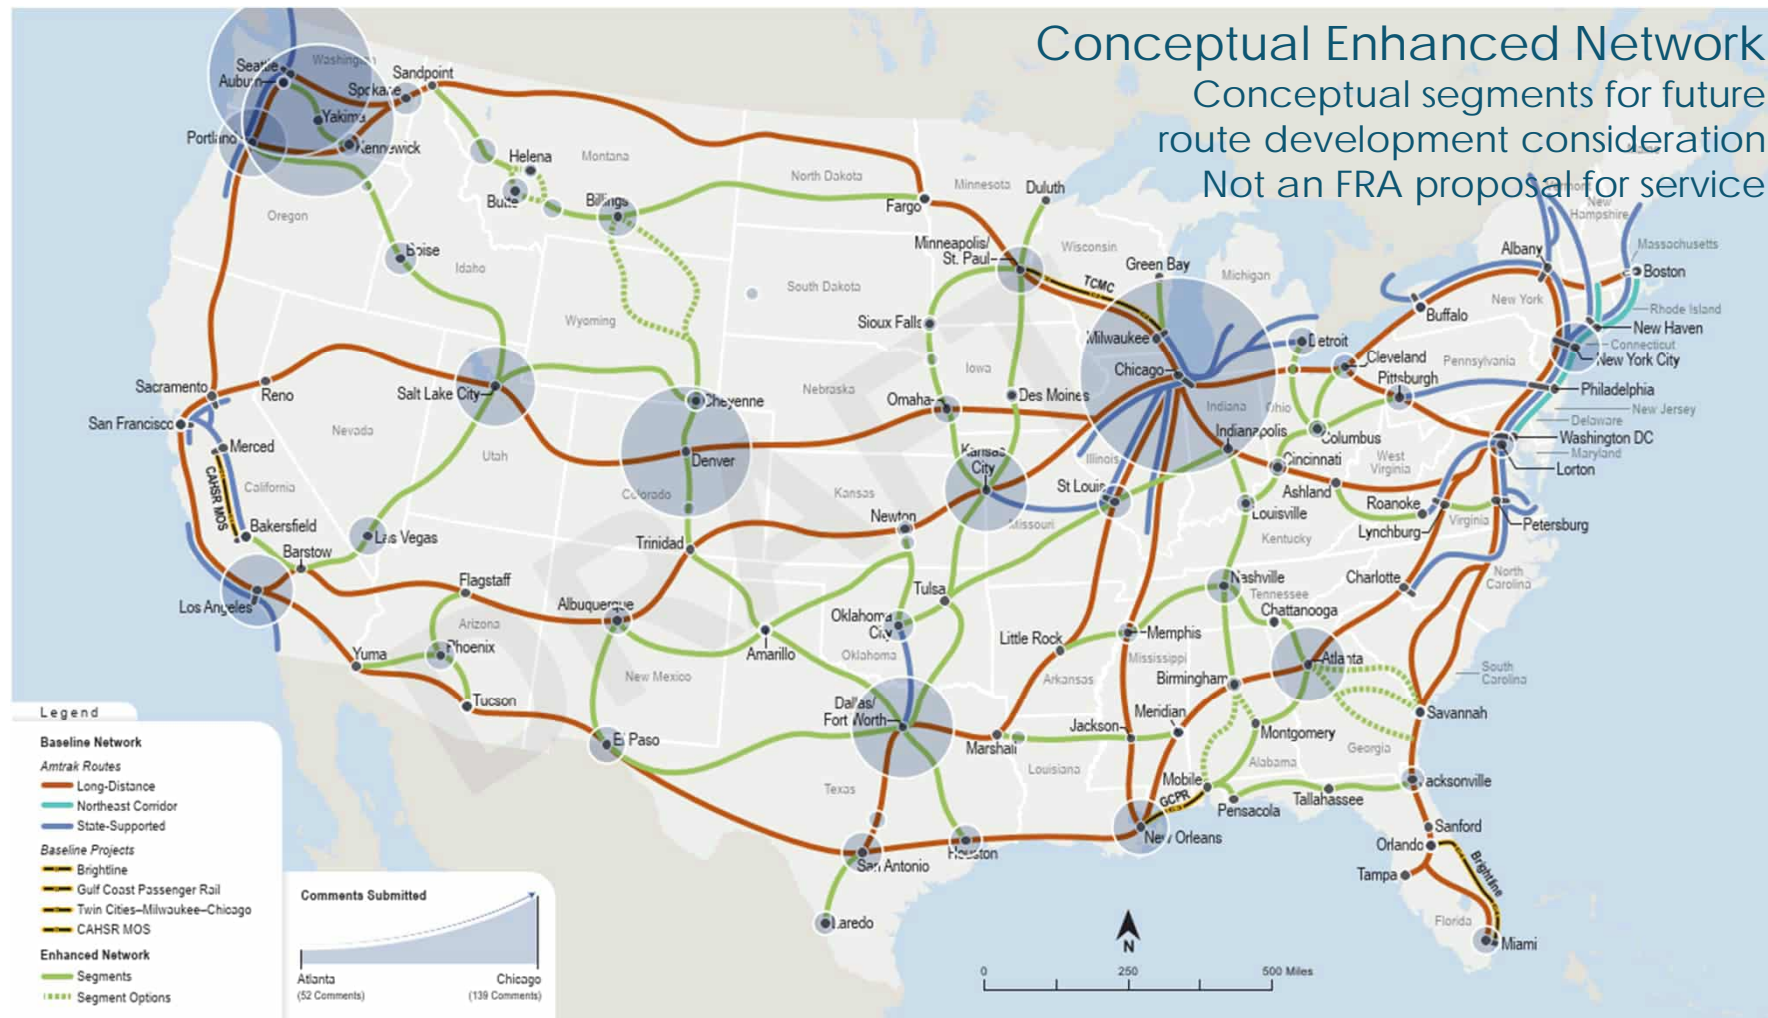 Conceptual Enhanced Network
Conceptual segments for future
route development consideration
Not an FRA proposal for service
Seattle
Washington
Auburn
Spokane
Sandpoint
Yakima
Portland
Kennewick
Helena
Montana
Butte
Billings
North Dakota
Fargo
Minnesota
Duluth
Vermont
New
Hampshire
Oregon
Boise
Idaho
Minneapolis/
St. Paul
Wisconsin
Green Bay
Michigan
Albany
Massachusetts
Boston
TCMC
South Dakota
New York
Buffalo
Rhode Island
Wyoming
Sioux Falls
Milwaukee
Detroit
New Haven
Connecticut
New York City
Cleveland
Pennsylvania
Pittsburgh
Chicago
Iowa
Sacramento
Reno
Salt Lake City
Cheyenne
Nebraska
Omaha
Des Moines
Indiana
Ohio
Philadelphia
New Jersey
Delaware
San Francisco
Nevada
Merced
Utah
Denver
Kansas
City
Indianapolis
Columbus
Washington DC
Maryland
Lorton
Illinois
Cincinnati
West
Virginia
CAHSR MOS
California
Colorado
Kansas
St Louis
Ashland
Roanoke
Virginia
Lynchburg
Petersburg
Bakersfield
Las Vegas
Newton
Missouri
Louisville
Kentucky
Barstow
Trinidad
Flagstaff
Tulsa
Nashville
Tennessee
Charlotte
North
Carolina
Los Angeles
Albuquerque
Arizona
Oklahoma
City
Chattanooga
Phoenix
Amarillo
Oklahoma
Little Rock
Memphis
Mississippi
Atlanta
Yuma
New Mexico
Arkansas
Birmingham
South
Carolina
Tucson
Dallas/
Fort Worth
Meridian
Savannah
El Paso
Marshall
Jackson
Montgomery
Georgia
Louisiana
Alabama
Texas
Mobile
GCPR
Pensacola
Tallahassee
Jacksonville
New Orleans
Sanford
San Antonio
Houston
Orlando
Brightline
Tampa
Laredo
Florida
Miami
DRAFT
Legend
Baseline Network
Amtrak Routes
Long-Distance
Northeast Corridor
State-Supported
Baseline Projects
Brightline
Gulf Coast Passenger Rail
Twin Cities–Milwaukee–Chicago
CAHSR MOS
Enhanced Network
Segments
Segment Options
Comments Submitted
Atlanta
(52 Comments)
Chicago
(139 Comments)
N
0 250 500 Miles